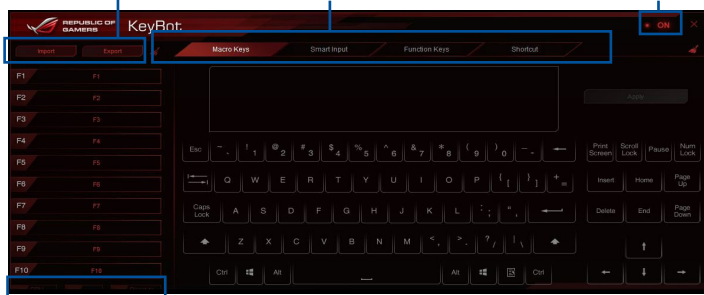 REPUBLIC OF
GAMERS
KeyBot
ON
Import Export
Macro Keys Smart Input Function Keys Shortcut
F1 F1
F2 F2
F3 F3
F4 F4
F5 F5
F6 F6
F7 F7
F8 F8
F9 F9
F10 F10
Apply
Esc ~ ` ! 1 @ 2 # 3 $ 4 % 5 ^ 6 & 7 * 8 ( 9 ) 0 _ -
Print Screen Scroll Lock Pause Num Lock
Q W E R T Y U I O P { [ } ] + =
Insert Home Page Up
Caps Lock A S D F G H J K L : ; " '
Delete End Page Down
Z X C V B N M < , > . ? / | \
Ctrl Alt Alt Ctrl